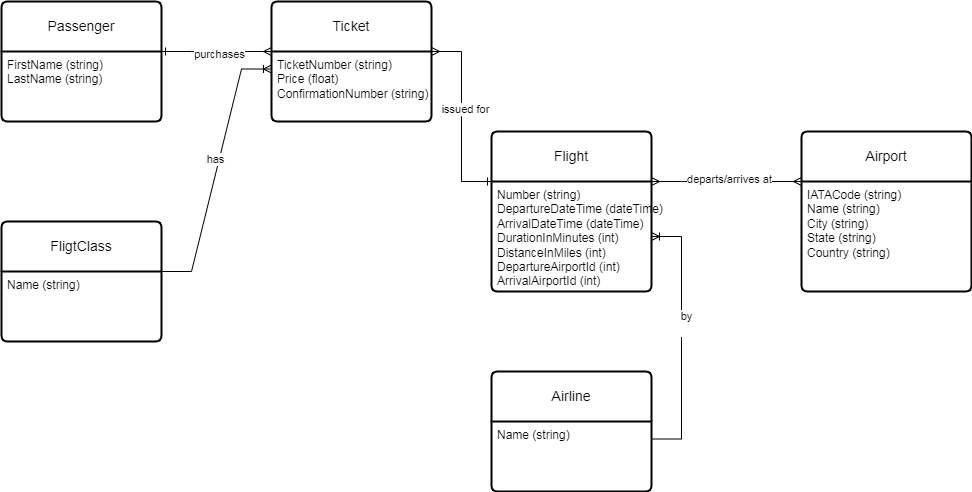 Passenger
FirstName (string)
LastName (string)
purchases
Ticket
TicketNumber (string)
Price (float)
ConfirmationNumber (string)
issued for
has
FligtClass
Name (string)
Flight
Number (string)
DepartureDateTime (dateTime)
ArrivalDateTime (dateTime)
DurationInMinutes (int)
DistanceInMiles (int)
DepartureAirportId (int)
ArrivalAirportId (int)
departs/arrives at
Airport
IATACode (string)
Name (string)
City (string)
State (string)
Country (string)
by
Airline
Name (string)